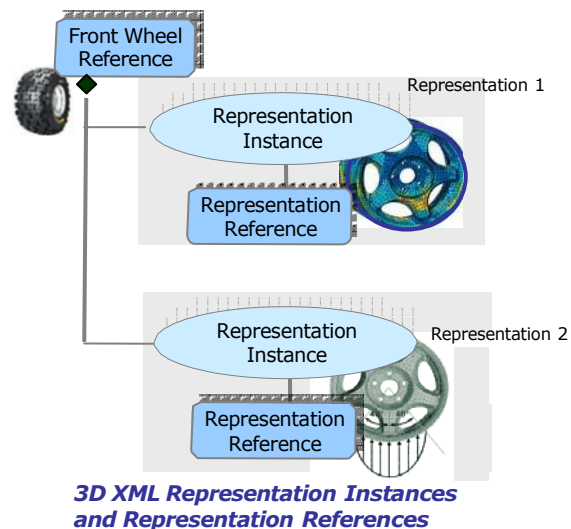 Front Wheel
Reference
Representation 1
Representation
Instance
Representation
Reference
Representation 2
Representation
Instance
Representation
Reference
3D XML Representation Instances
and Representation References